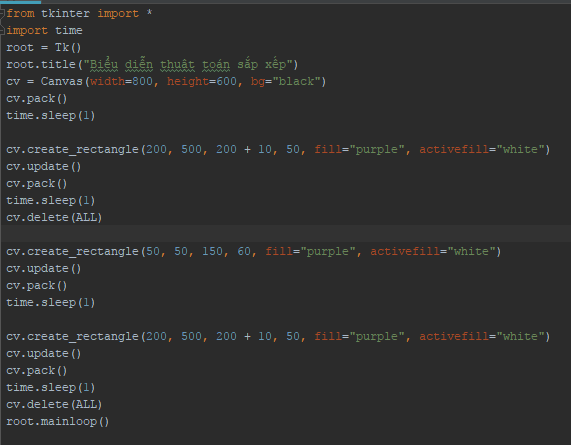 from tkinter import *
import time
root = Tk()
root.title("Biểu diễn thuật toán sắp xếp")
cv = Canvas(width=800, height=600, bg="black")
cv.pack()
time.sleep(1)
cv.create_rectangle(200, 500, 200 + 10, 50, fill="purple", activefill="white")
cv.update()
cv.pack()
time.sleep(1)
cv.delete(ALL)
cv.create_rectangle(50, 50, 150, 60, fill="purple", activefill="white")
cv.update()
cv.pack()
time.sleep(1)
cv.create_rectangle(200, 500, 200 + 10, 50, fill="purple", activefill="white")
cv.update()
cv.pack()
time.sleep(1)
cv.delete(ALL)
root.mainloop()